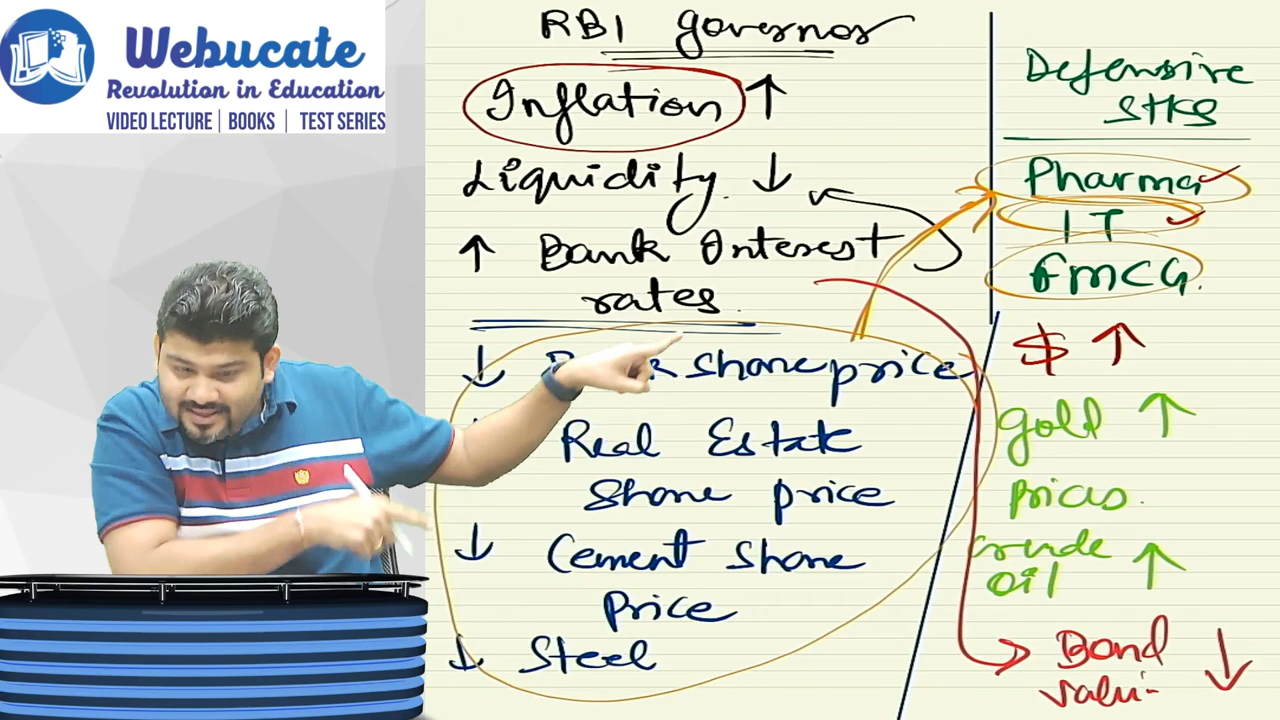 Webucate
Revolution in Education
VIDEO LECTURE | BOOKS | TEST SERIES
RBI governor
Inflation ↑
Liquidity ↓
↑ Bank Interest
rates
↓ share price
Real Estate
share price
↓ Cement share
Price
↓ Steel
Defensive
stks
Pharma
IT
FMCG
$ ↑
Gold ↑
prices
crude
oil ↑
Bond ↓